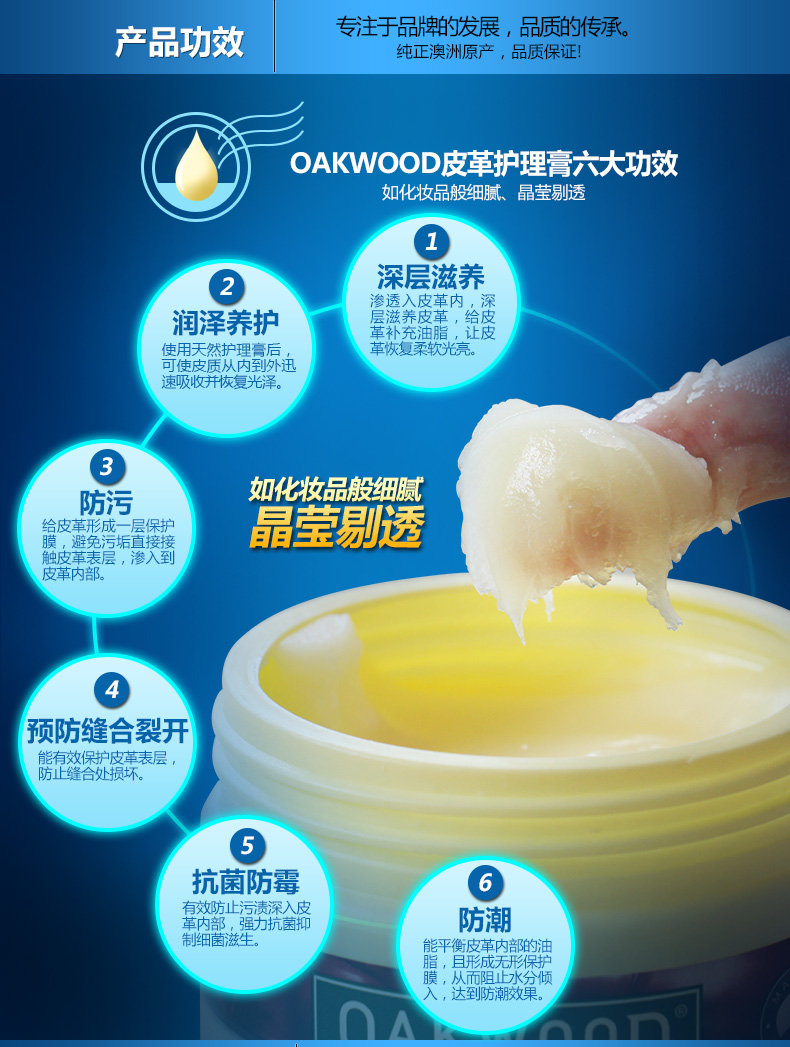 产品功效
专注于品牌的发展，品质的传承。
纯正澳洲原产，品质保证!
OAKWOOD皮革护理膏六大功效
如化妆品般细腻、晶莹剔透
1
深层滋养
渗透入皮革内，深
层滋养皮革，给皮
革补充油脂，让皮
革恢复柔软光亮。
2
润泽养护
使用天然护理膏后，
可使皮质从内到外迅
速吸收并恢复光泽。
3
防污
给皮革形成一层保护
膜，避免污垢直接接
触皮革表层，渗入到
皮革内部。
如化妆品般细腻
晶莹剔透
4
预防缝合裂开
能有效保护皮革表层，
防止缝合处损坏。
5
抗菌防霉
有效防止污渍深入皮
革内部，强力抗菌抑
制细菌滋生。
6
防潮
能平衡皮革内部的油
脂，且形成无形保护
膜，从而阻止水分倾
入，达到防潮效果。
OAKWOOD®